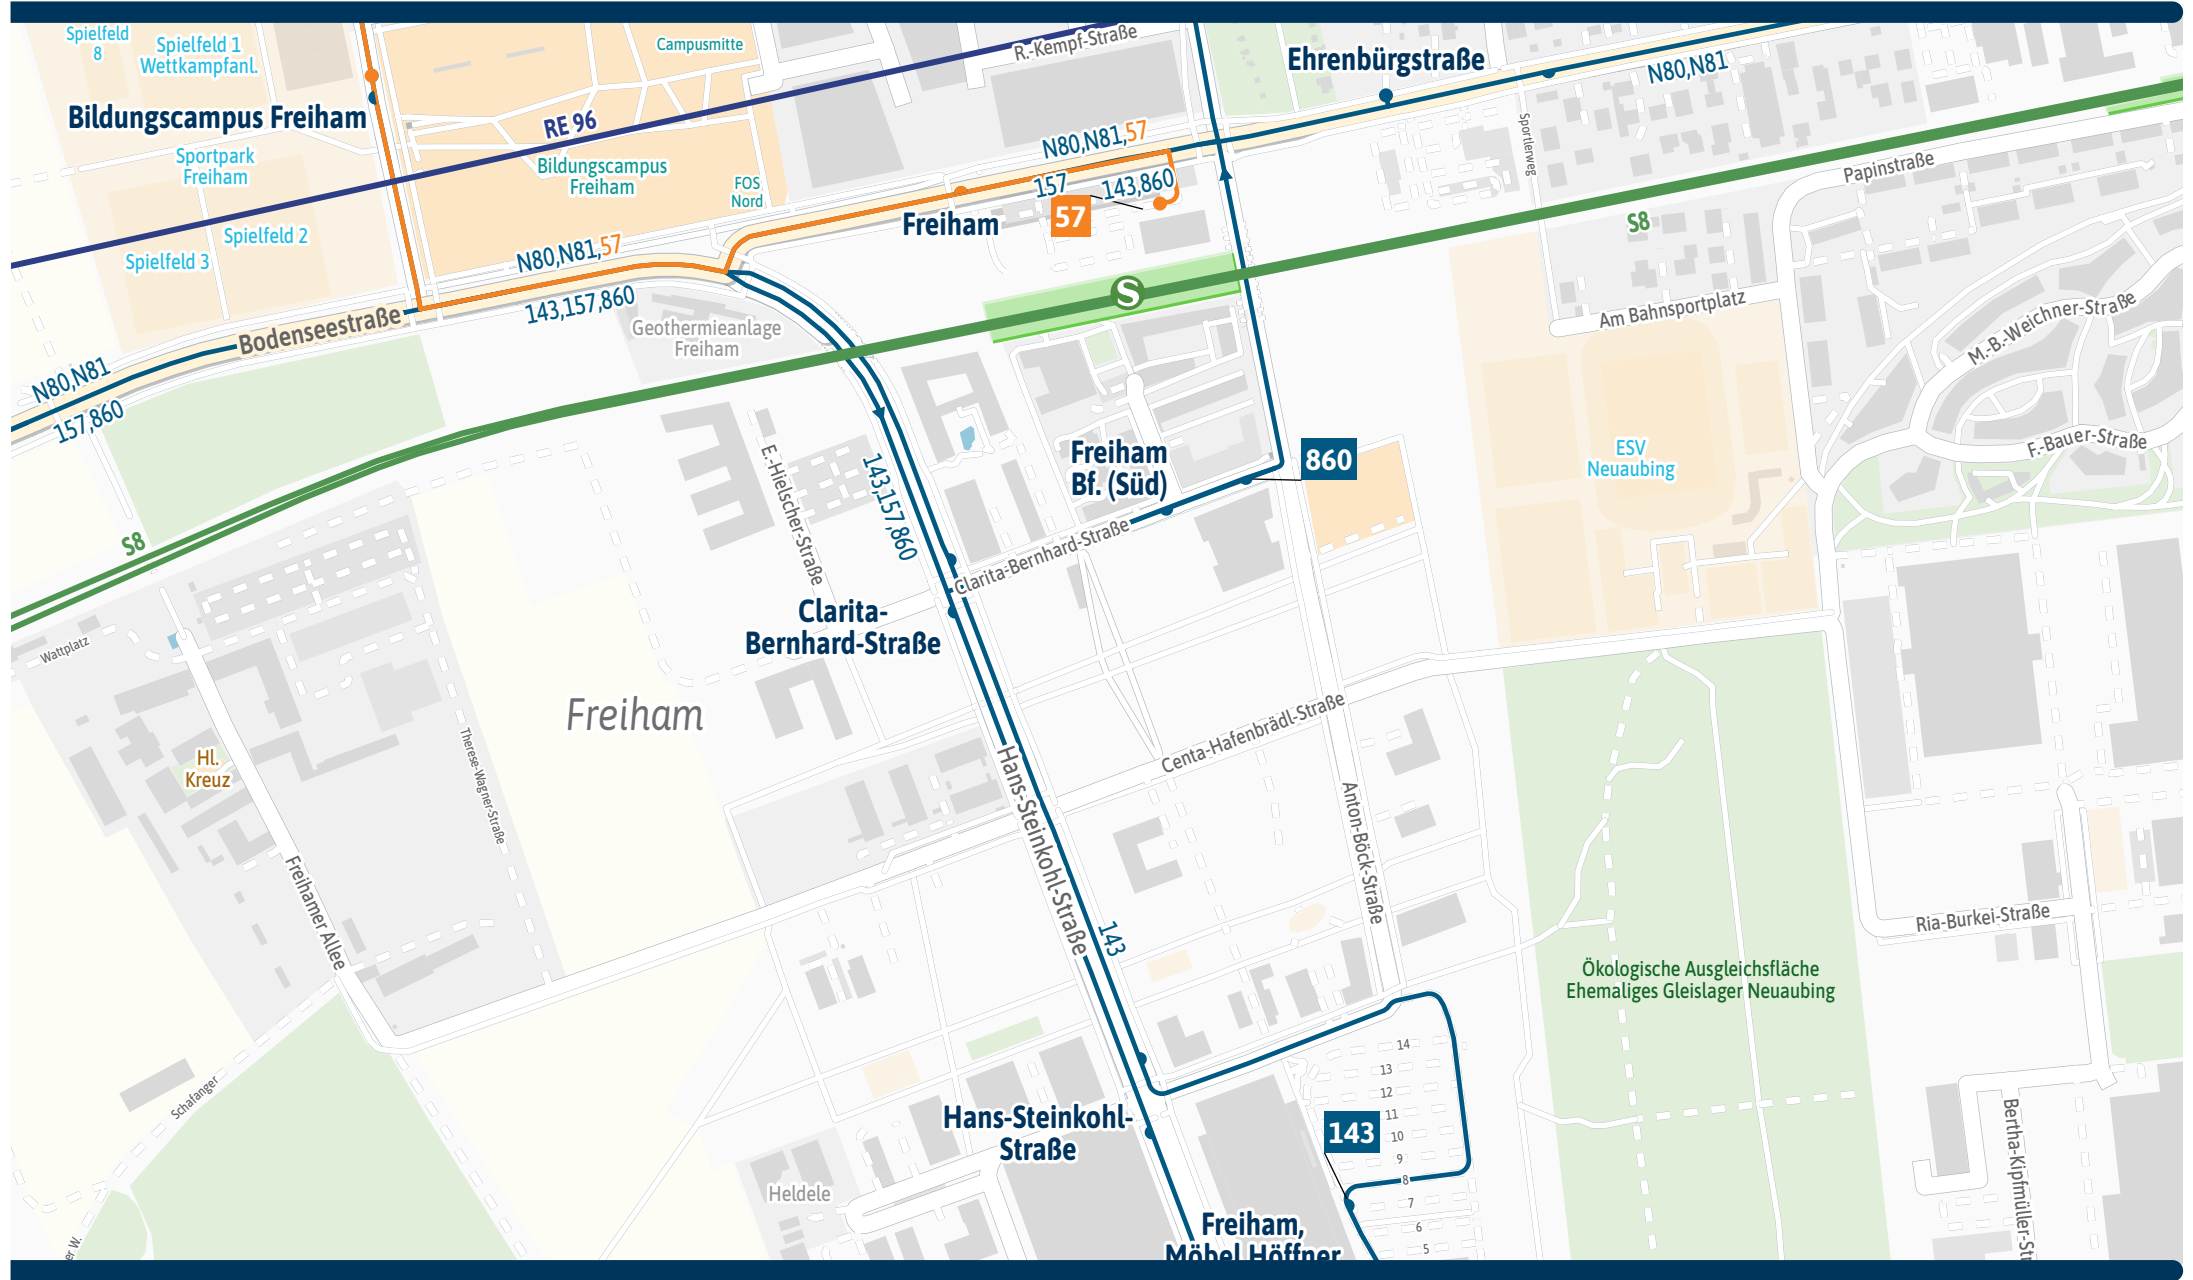 Spielfeld
8
Spielfeld 1
Wettkampfanl.
Campusmitte
R.-Kempf-Straße
Ehrenbürgstraße
N80,N81
Bildungscampus Freiham
RE 96
Sportpark
Freiham
Bildungscampus
Freiham
FOS
Nord
N80,N81,57
157
143,860
57
Freiham
Sportlerweg
Papinstraße
S8
Spielfeld 2
Spielfeld 3
N80,N81,57
143,157,860
Bodenseestraße
Geothermieanlage
Freiham
S
Am Bahnsportplatz
M.-B.-Weichner-Straße
F.-Bauer-Straße
N80,N81
157,860
E.-Hielscher-Straße
143,157,860
Freiham
Bf. (Süd)
860
ESV
Neuaubing
S8
Clarita-Bernhard-Straße
Clarita-
Bernhard-Straße
Wattplatz
Freiham
Hl.
Kreuz
Therese-Wagner-Straße
Centa-Hafenbrädl-Straße
Hans-Steinkohl-Straße
Anton-Böck-Straße
Freihamer Allee
143
Ria-Burkei-Straße
Ökologische Ausgleichsfläche
Ehemaliges Gleislager Neuaubing
Schafanger
14
13
12
11
10
9
8
7
6
5
Hans-Steinkohl-
Straße
143
Heldele
Bertha-Kipfmüller-Str
Freiham,
Möbel Höffner
er W.